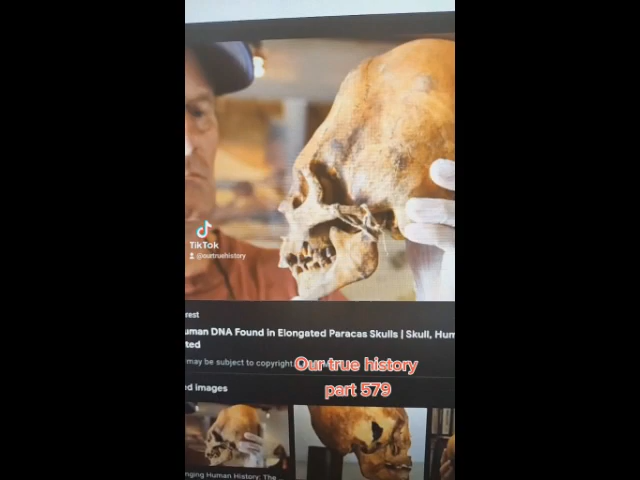 TikTok
@ourtruehistory
rest
uman DNA Found in Elongated Paracas Skulls | Skull, Hum
ted
may be subject to copyright.
Our true history
part 579
ed images
nging Human History: The ...